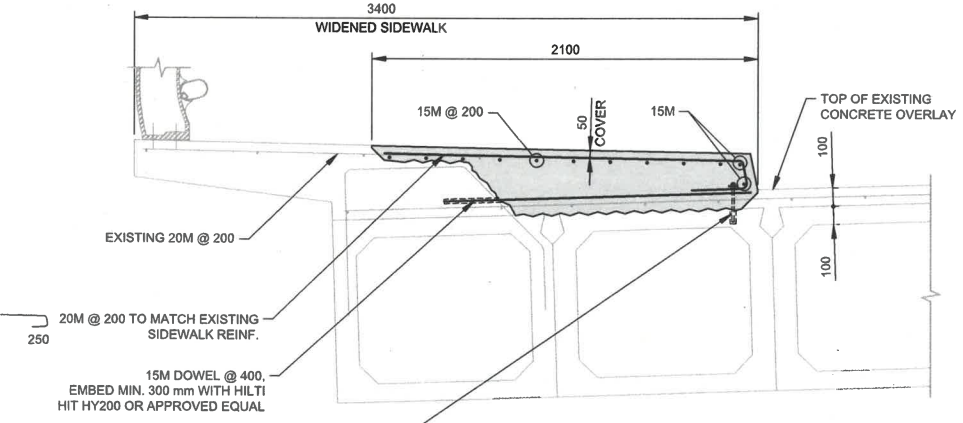 3400
WIDENED SIDEWALK
2100
15M @ 200
50
COVER
15M
TOP OF EXISTING
CONCRETE OVERLAY
100
EXISTING 20M @ 200
100
20M @ 200 TO MATCH EXISTING
SIDEWALK REINF.
250
15M DOWEL @ 400,
EMBED MIN. 300 mm WITH HILTI
HIT HY200 OR APPROVED EQUAL